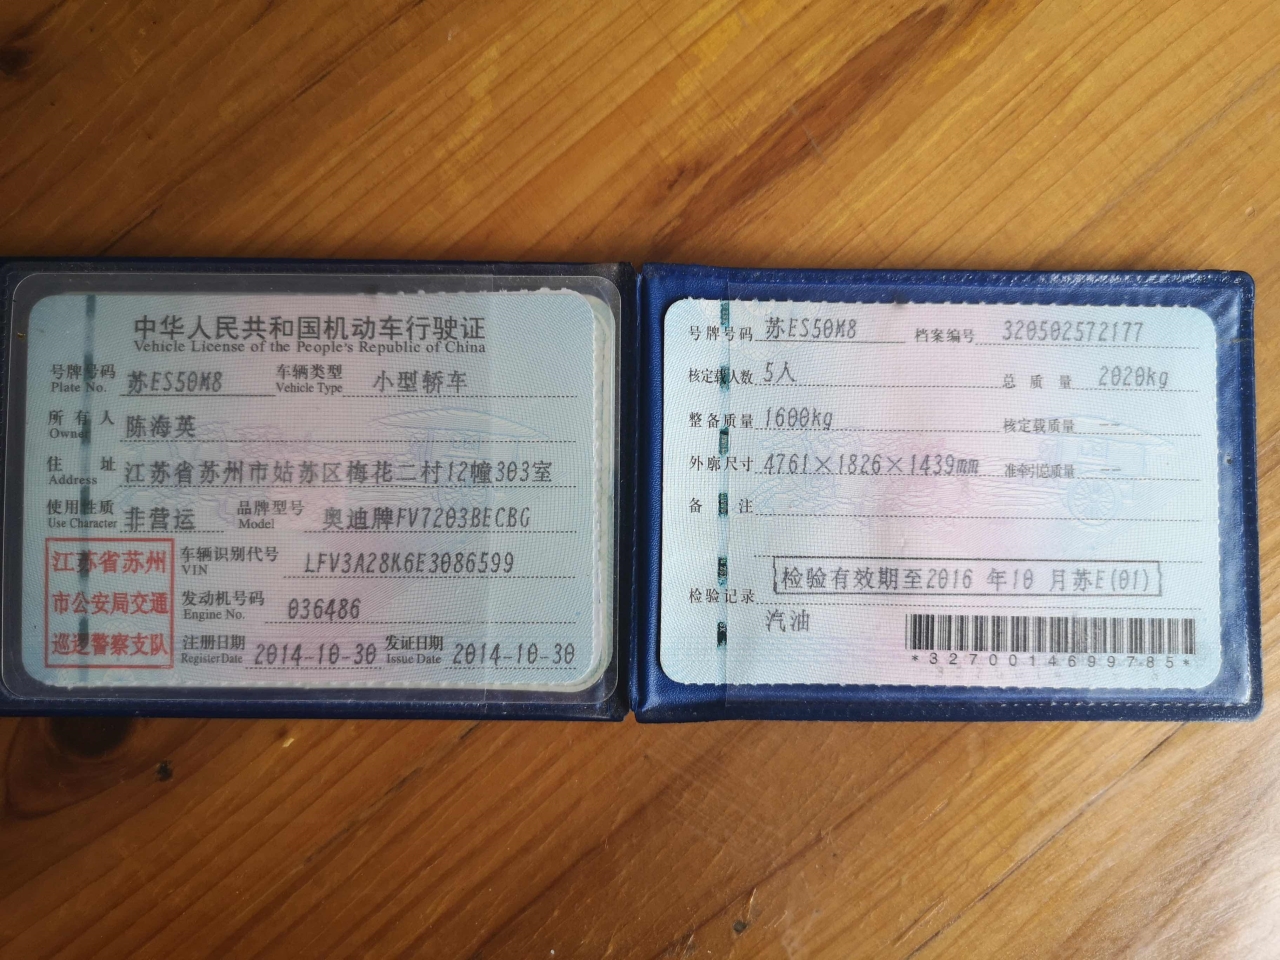 中华人民共和国机动车行驶证
Vehicle License of the People's Republic of China
号牌号码 苏ES50M8 车辆类型 小型轿车
Plate No. Vehicle Type
所有人 陈海英
Owner
住址 江苏省苏州市姑苏区梅花二村12幢303室
Address
使用性质 非营运 品牌型号 奥迪牌FV7203BECBG
Use Character Model
江苏省苏州
市公安局交通
巡逻警察支队
车辆识别代号 LFV3A28K6E3086599
VIN
发动机号码 036486
Engine No.
注册日期 2014-10-30 发证日期 2014-10-30
Register Date Issue Date
号牌号码 苏ES50M8 档案编号 320502572177
核定载人数 5人 总质量 2020kg
整备质量 1600kg 核定载质量 --
外廓尺寸 4761×1826×1439mm 准牵引总质量 --
备注
检验有效期至2016 年10 月苏E(01)
检验记录
汽油
*3270014699785*